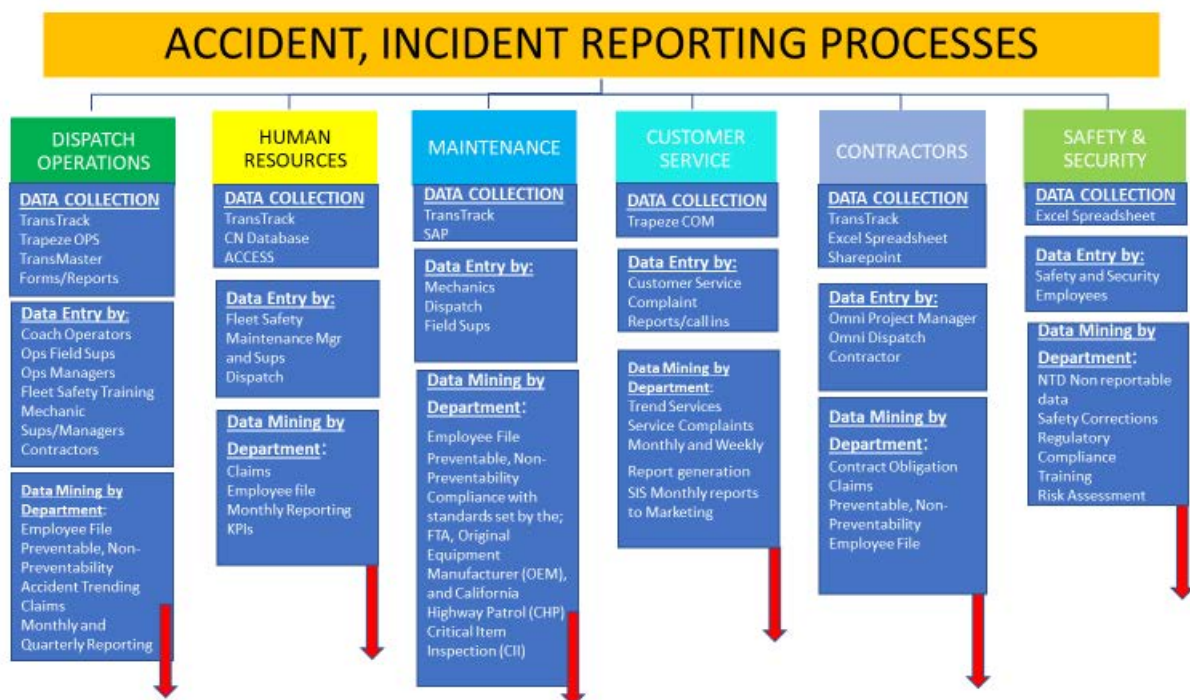 ACCIDENT, INCIDENT REPORTING PROCESSES
DISPATCH
OPERATIONS
DATA COLLECTION
TransTrack
Trapeze OPS
TransMaster
Forms/Reports
Data Entry by:
Coach Operators
Ops Field Sups
Ops Managers
Fleet Safety Training
Mechanic
Sups/Managers
Contractors
Data Mining by
Department:
Employee File
Preventable, Non-
Preventability
Accident Trending
Claims
Monthly and
Quarterly Reporting
HUMAN
RESOURCES
DATA COLLECTION
TransTrack
CN Database
ACCESS
Data Entry by:
Fleet Safety
Maintenance Mgr
and Sups
Dispatch
Data Mining by
Department:
Claims
Employee file
Monthly Reporting
KPIs
MAINTENANCE
DATA COLLECTION
TransTrack
SAP
Data Entry by:
Mechanics
Dispatch
Field Sups
Data Mining by
Department:
Employee File
Preventable, Non-
Preventability
Compliance with
standards set by the;
FTA, Original
Equipment
Manufacturer (OEM),
and California
Highway Patrol (CHP)
Critical Item
Inspection (CII)
CUSTOMER
SERVICE
DATA COLLECTION
Trapeze COM
Data Entry by:
Customer Service
Complaint
Reports/call ins
Data Mining by
Department:
Trend Services
Service Complaints
Monthly and Weekly
Report generation
SIS Monthly reports
to Marketing
CONTRACTORS
DATA COLLECTION
TransTrack
Excel Spreadsheet
Sharepoint
Data Entry by:
Omni Project Manager
Omni Dispatch
Contractor
Data Mining by
Department:
Contract Obligation
Claims
Preventable, Non-
Preventability
Employee File
SAFETY &
SECURITY
DATA COLLECTION
Excel Spreadsheet
Data Entry by:
Safety and Security
Employees
Data Mining by
Department:
NTD Non reportable
data
Safety Corrections
Regulatory
Compliance
Training
Risk Assessment